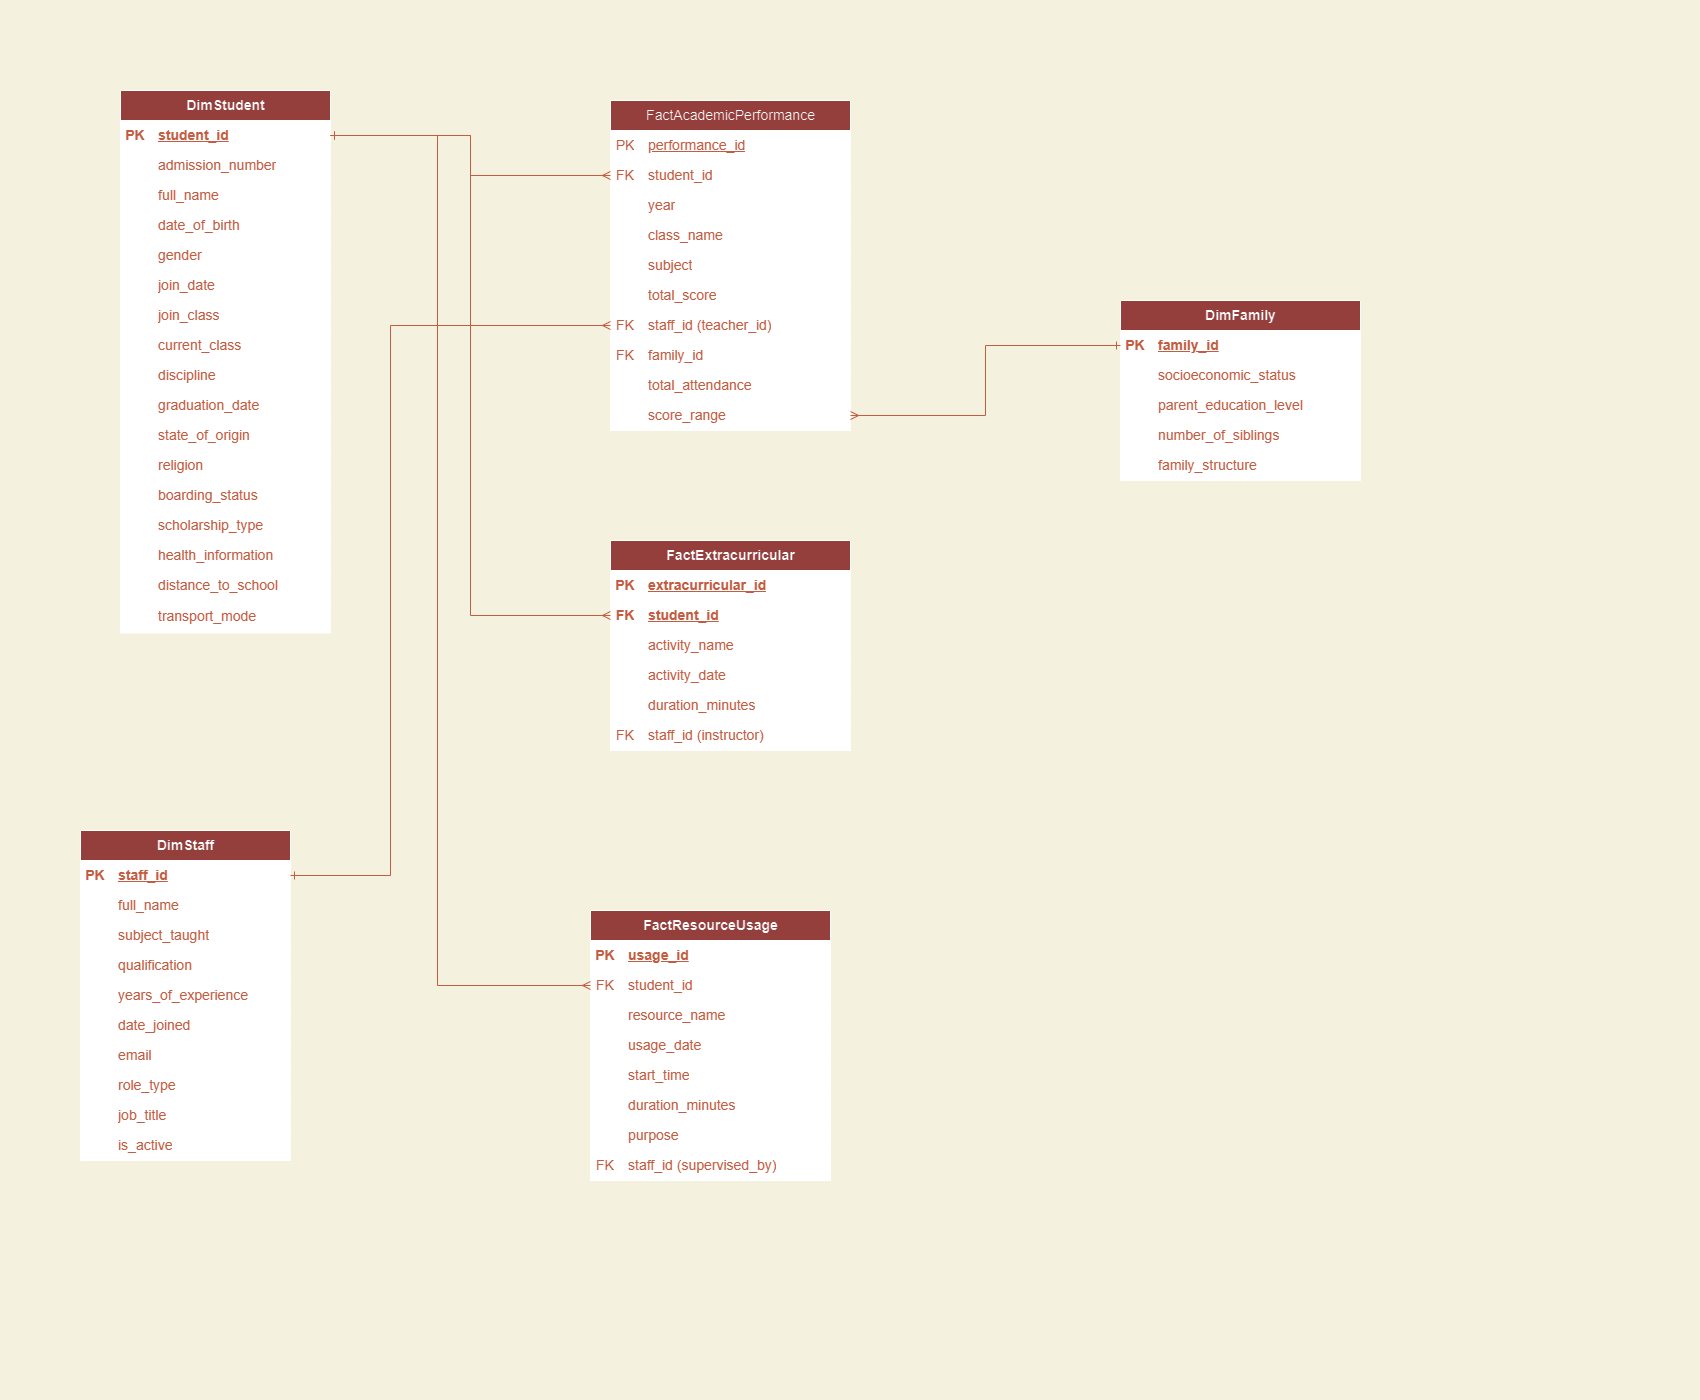 DimStudent
PK student_id
admission_number
full_name
date_of_birth
gender
join_date
join_class
current_class
discipline
graduation_date
state_of_origin
religion
boarding_status
scholarship_type
health_information
distance_to_school
transport_mode
FactAcademicPerformance
PK performance_id
FK student_id
year
class_name
subject
total_score
FK staff_id (teacher_id)
FK family_id
total_attendance
score_range
DimFamily
PK family_id
socioeconomic_status
parent_education_level
number_of_siblings
family_structure
FactExtracurricular
PK extracurricular_id
FK student_id
activity_name
activity_date
duration_minutes
FK staff_id (instructor)
DimStaff
PK staff_id
full_name
subject_taught
qualification
years_of_experience
date_joined
email
role_type
job_title
is_active
FactResourceUsage
PK usage_id
FK student_id
resource_name
usage_date
start_time
duration_minutes
purpose
FK staff_id (supervised_by)